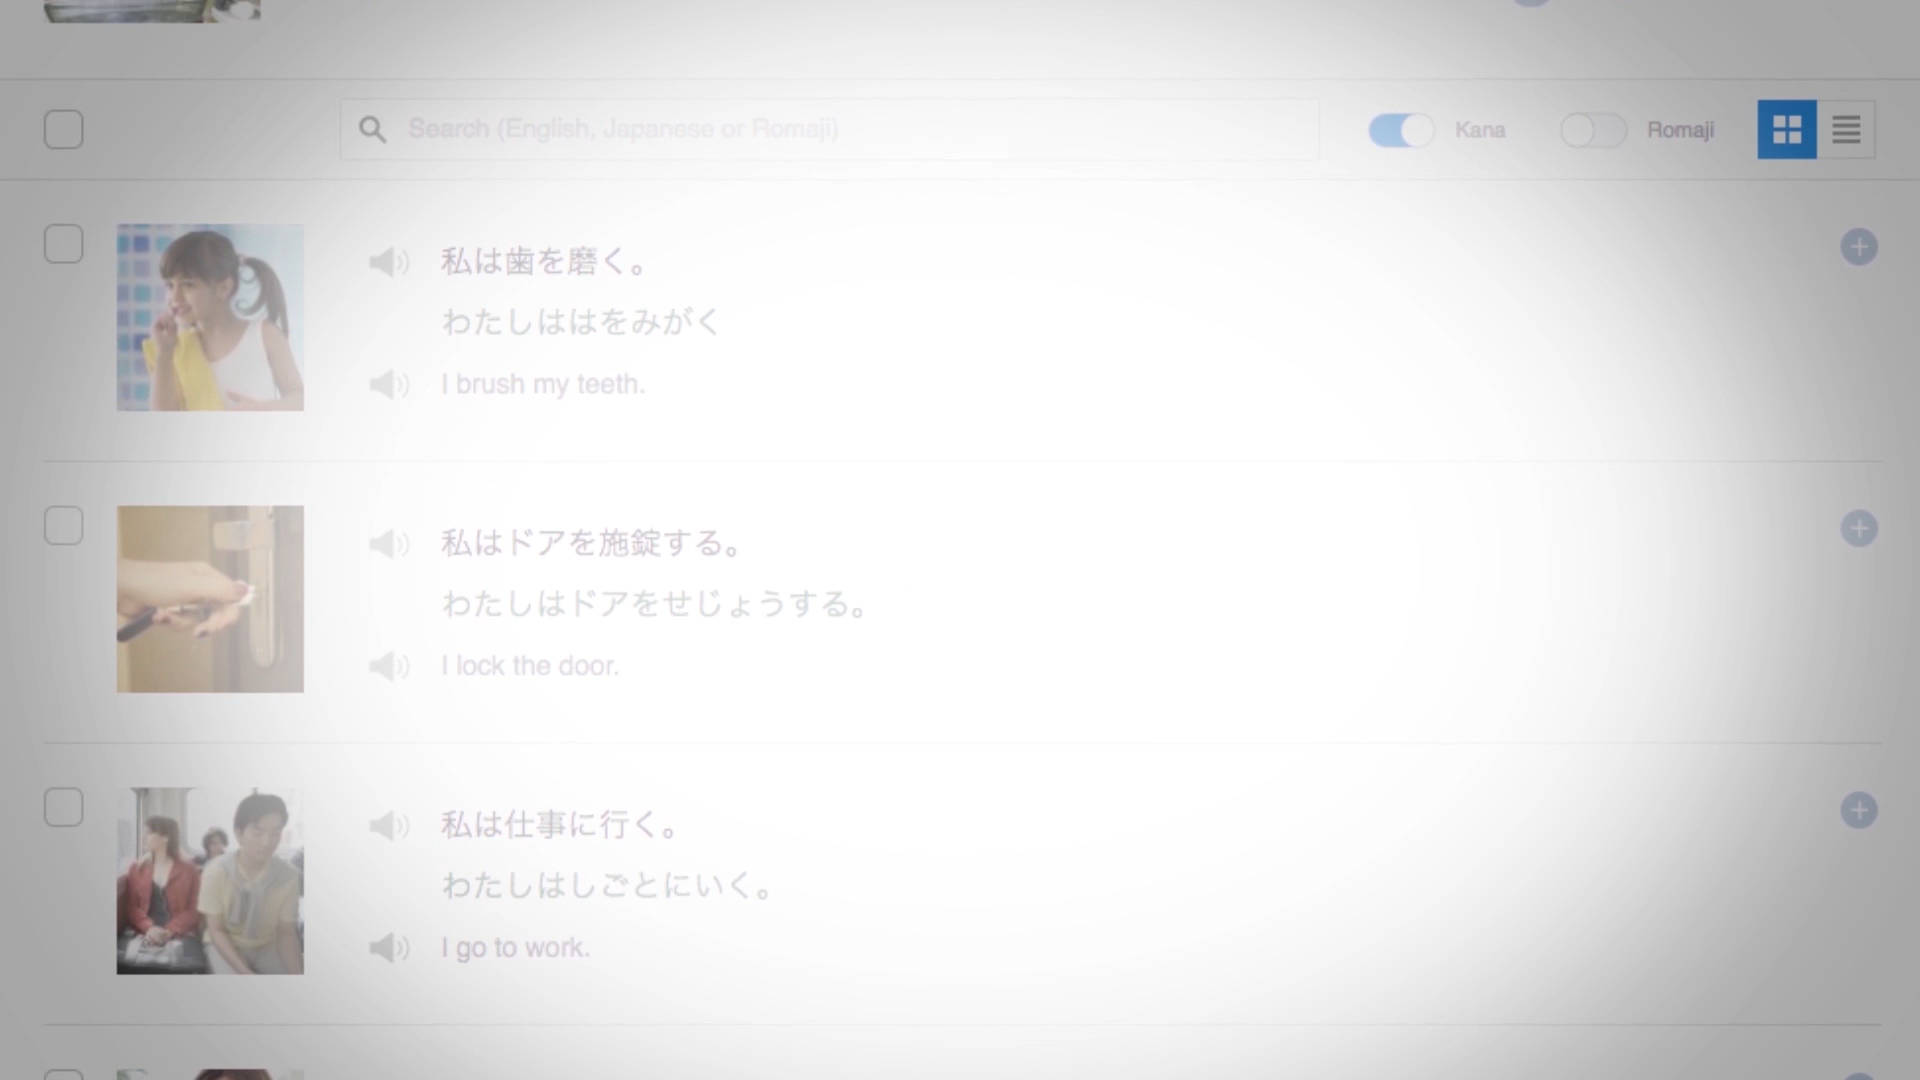 Search (English, Japanese or Romaji)
Kana
Romaji
私は歯を磨く。
わたしははをみがく
I brush my teeth.
私はドアを施錠する。
わたしはドアをせじょうする。
I lock the door.
私は仕事に行く。
わたしはしごとにいく。
I go to work.